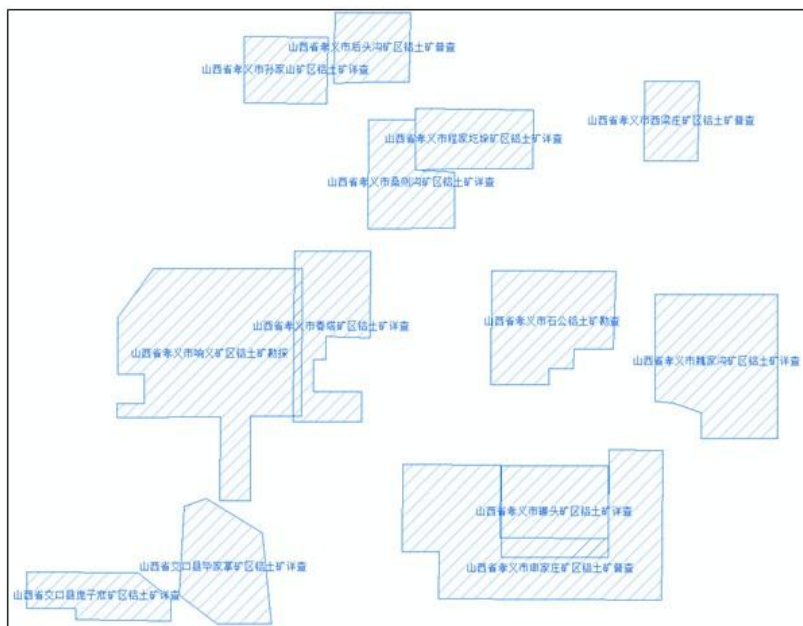 山西省孝义市后头沟矿区铝土矿普查
山西省孝义市孙家山矿区铝土矿详查
山西省孝义市西梁庄矿区铝土矿普查
山西省孝义市程家圪垛矿区铝土矿详查
山西省孝义市桑则沟矿区铝土矿详查
山西省孝义市石公铝土矿勘查
山西省孝义市矿区铝土矿详查
山西省孝义市响义矿区铝土矿勘探
山西省孝义市魏家沟矿区铝土矿详查
山西省孝义市矿区铝土矿详查
山西省交口县毕家掌矿区铝土矿详查
山西省孝义市申家庄矿区铝土矿普查
山西省交口县庞子底矿区铝土矿详查